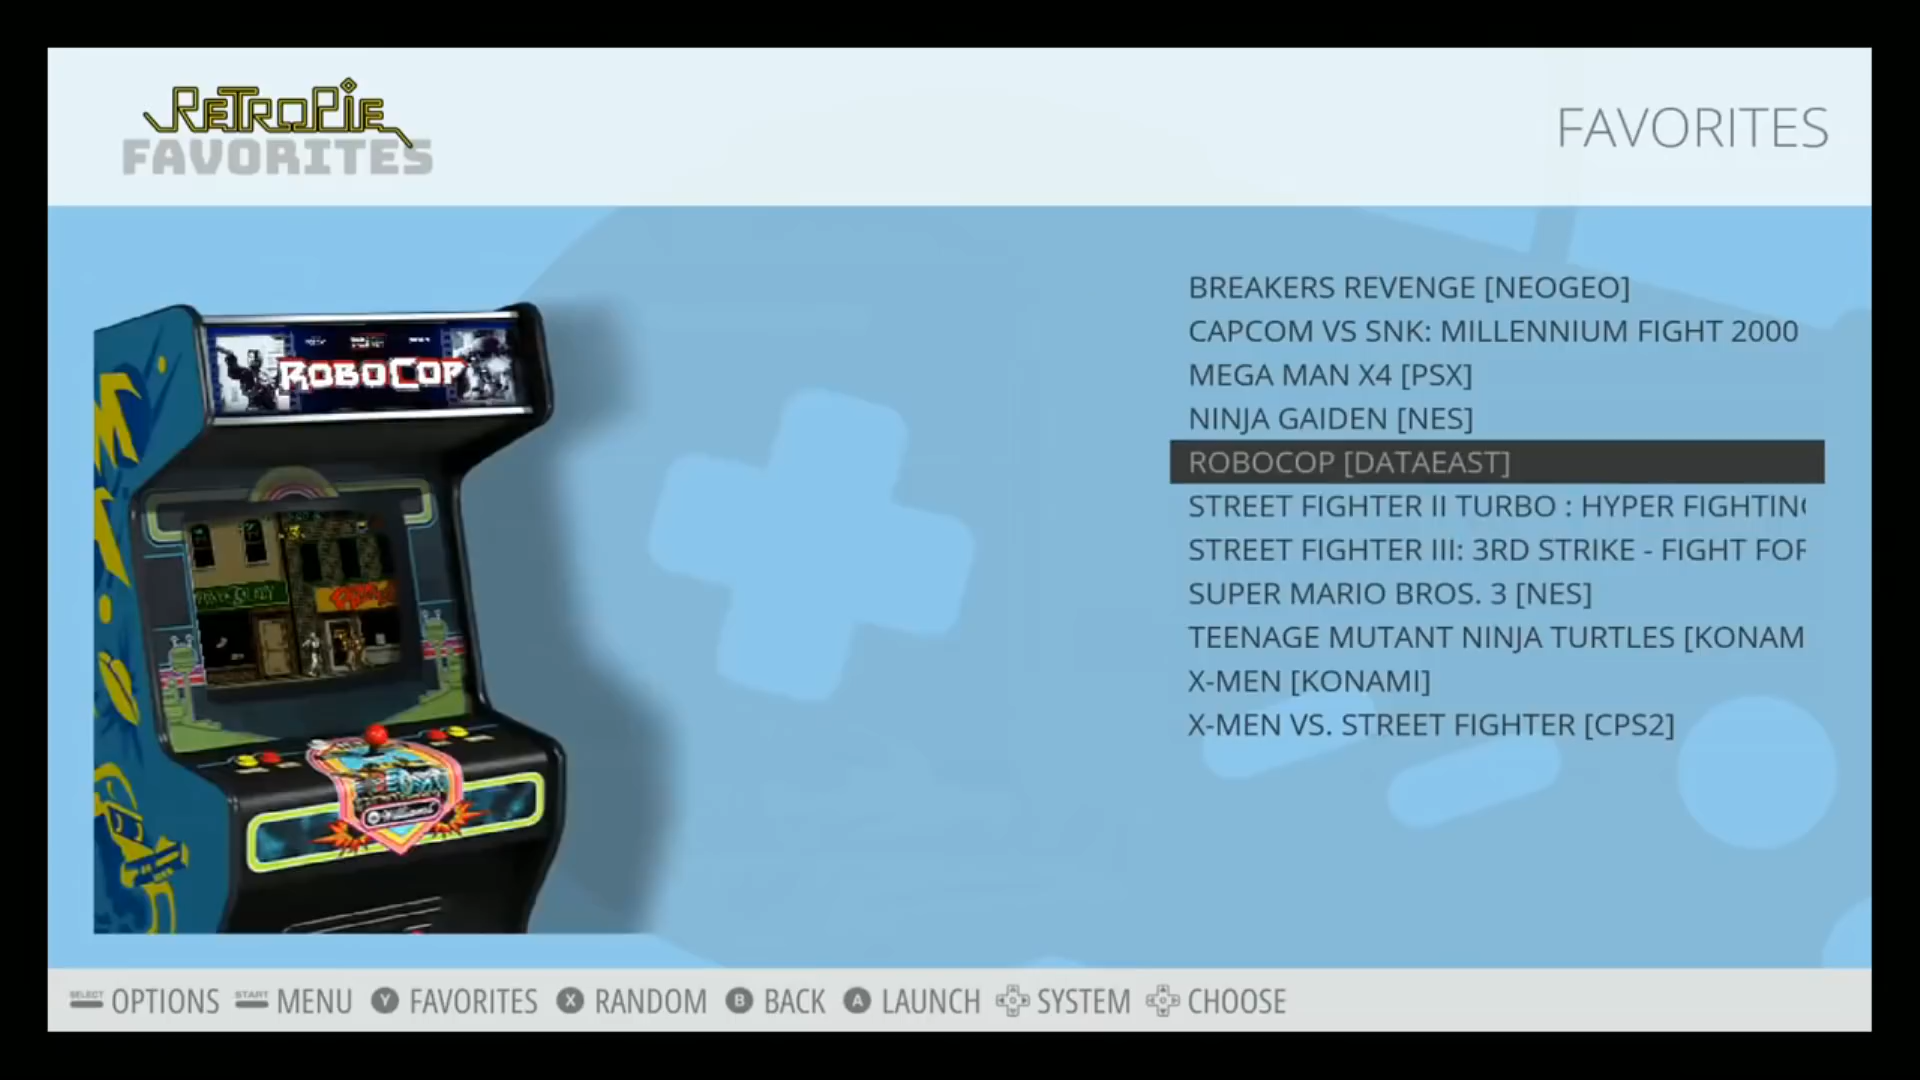 RETROPIE
FAVORITES
FAVORITES
ROBOCOP
BREAKERS REVENGE [NEOGEO]
CAPCOM VS SNK: MILLENNIUM FIGHT 2000
MEGA MAN X4 [PSX]
NINJA GAIDEN [NES]
ROBOCOP [DATAEAST]
STREET FIGHTER II TURBO : HYPER FIGHTING
STREET FIGHTER III: 3RD STRIKE - FIGHT FOR
SUPER MARIO BROS. 3 [NES]
TEENAGE MUTANT NINJA TURTLES [KONAM
X-MEN [KONAMI]
X-MEN VS. STREET FIGHTER [CPS2]
SELECT OPTIONS START MENU Y FAVORITES X RANDOM B BACK A LAUNCH SYSTEM CHOOSE